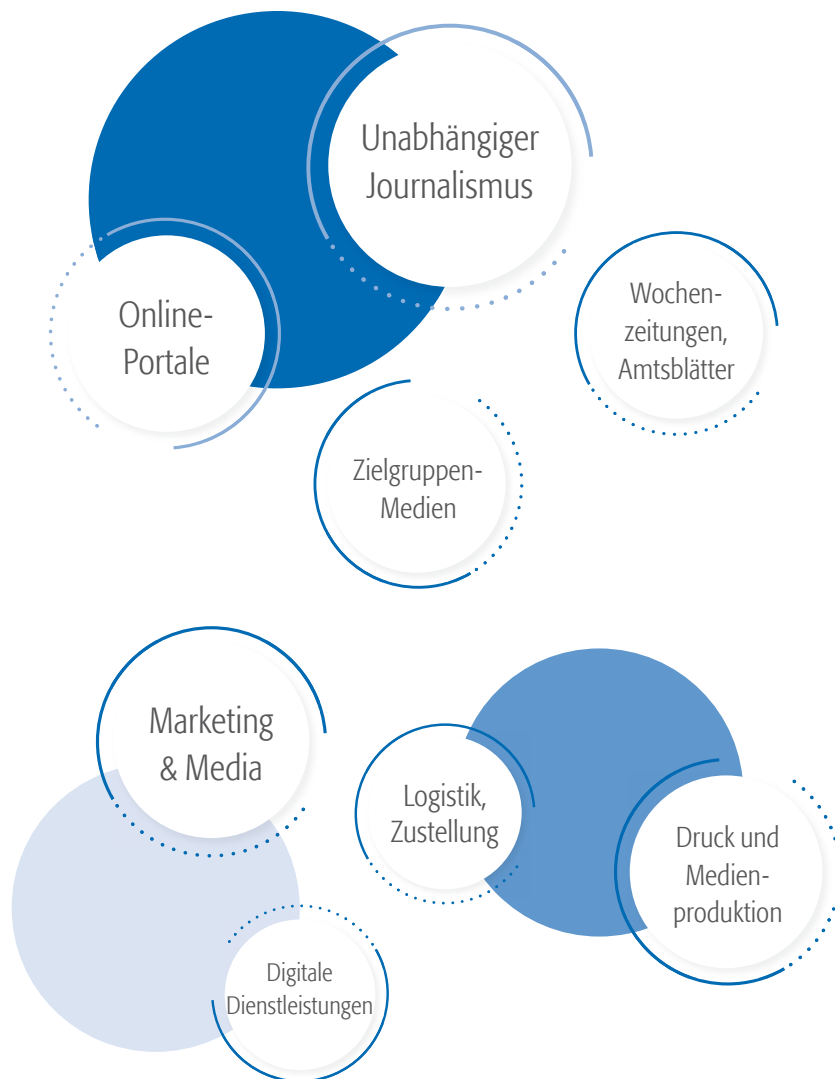 Unabhängiger
Journalismus
Online-
Portale
Wochen-
zeitungen,
Amtsblätter
Zielgruppen-
Medien
Marketing
& Media
Logistik,
Zustellung
Druck und
Medien-
produktion
Digitale
Dienstleistungen